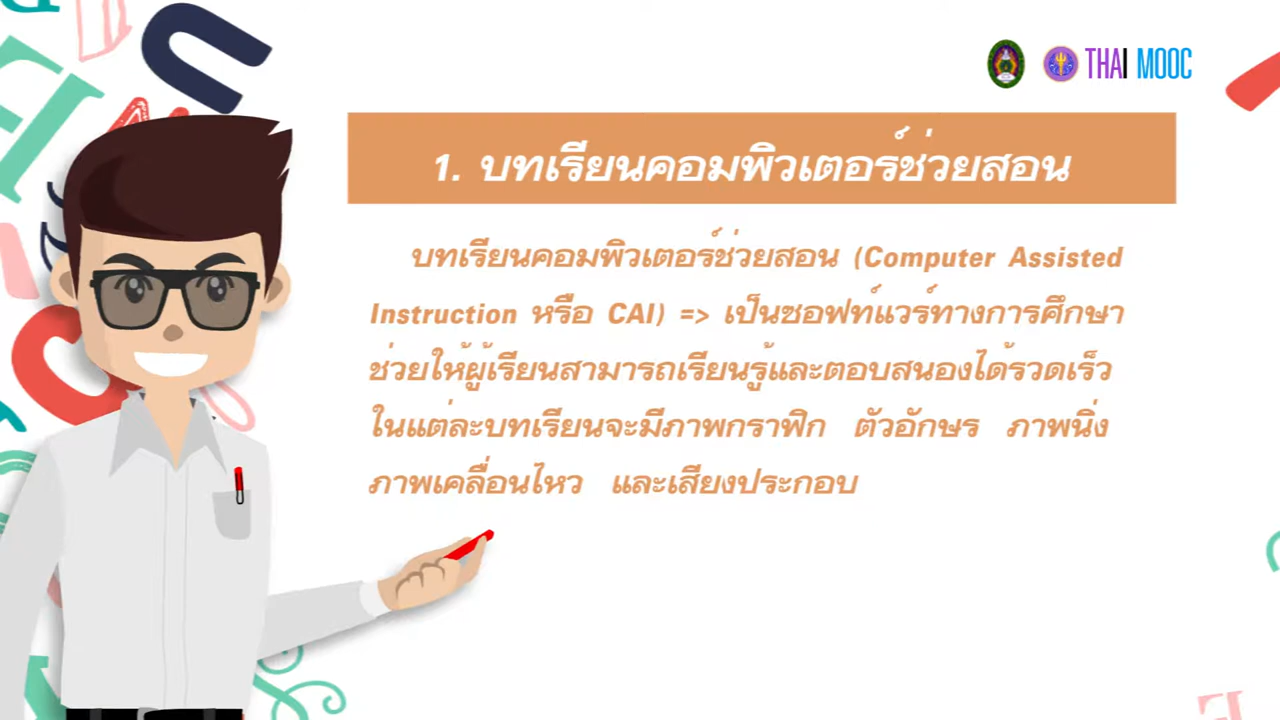 THAI MOOC
1. บทเรียนคอมพิวเตอร์ช่วยสอน
บทเรียนคอมพิวเตอร์ช่วยสอน (Computer Assisted
Instruction หรือ CAI) => เป็นซอฟท์แวร์ทางการศึกษา
ช่วยให้ผู้เรียนสามารถเรียนรู้และตอบสนองได้รวดเร็ว
ในแต่ละบทเรียนจะมีภาพกราฟิก ตัวอักษร ภาพนิ่ง
ภาพเคลื่อนไหว และเสียงประกอบ